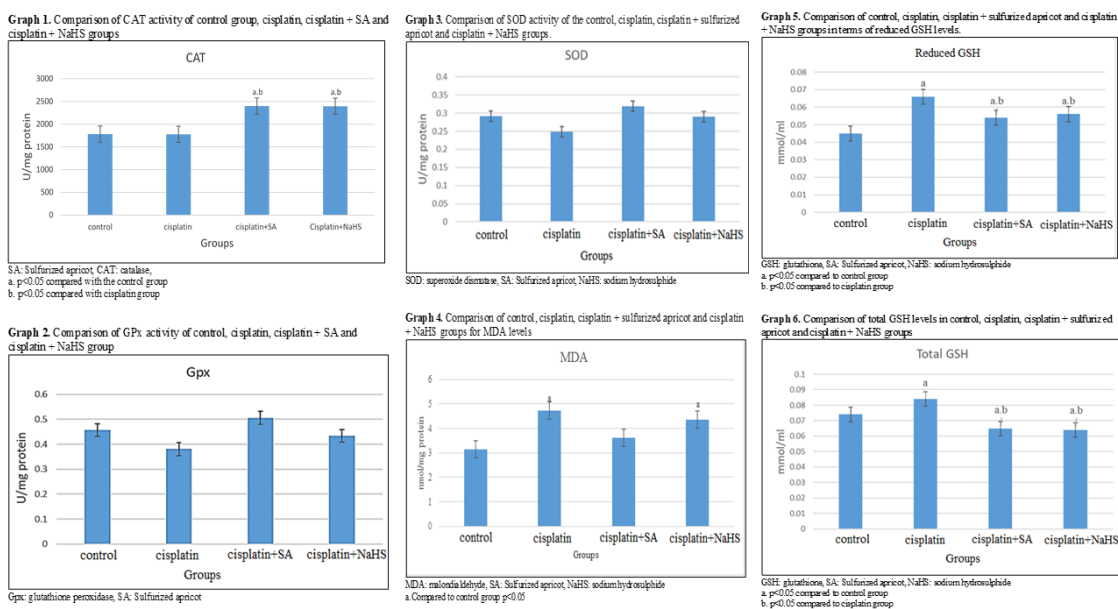 Graph 1. Comparison of CAT activity of control group, cisplatin, cisplatin + SA and
cisplatin + NaHS groups
CAT
3000
2500
2000
1500
1000
500
0
U/mg protein
a.b
a.b
control
cisplatin
cisplatin+SA
Cisplatin+NaHS
Groups
SA: Sulfurized apricot, CAT: catalase,
a. p<0.05 compared with the control group
b. p<0.05 compared with cisplatin group
Graph 2. Comparison of GPx activity of control, cisplatin, cisplatin + SA and
cisplatin + NaHS group
Gpx
0.6
0.5
0.4
0.3
0.2
0.1
0
U/mg protein
control
cisplatin
cisplatin+SA
cisplatin+NaHS
Groups
Gpx: glutathione peroxidase, SA: Sulfurized apricot
Graph 3. Comparison of SOD activity of the control, cisplatin, cisplatin + sulfurized
apricot and cisplatin + NaHS groups.
SOD
0.4
0.35
0.3
0.25
0.2
0.15
0.1
0.05
0
U/mg protein
control
cisplatin
cisplatin+SA
Cisplatin+NaHS
Groups
SOD: superoxide dismutase, SA: Sulfurized apricot, NaHS: sodium hydrosulphide
Graph 4. Comparison of control, cisplatin, cisplatin + sulfurized apricot and cisplatin
+ NaHS groups for MDA levels
MDA
6
5
4
3
2
1
0
nmol/mg protein
a
a
control
cisplatin
cisplatin+SA
cisplatin+NaHS
Groups
MDA: malondialdehyde, SA: Sulfurized apricot, NaHS: sodium hydrosulphide
a.Compared to control group p<0.05
Graph 5. Comparison of control, cisplatin, cisplatin + sulfurized apricot and cisplatin
+ NaHS groups in terms of reduced GSH levels.
Reduced GSH
0.08
0.07
0.06
0.05
0.04
0.03
0.02
0.01
0
mmol/ml
a
a.b
a.b
control
cisplatin
cisplatin+SA
cisplatin+NaHS
Groups
GSH: glutathione, SA: Sulfurized apricot, NaHS: sodium hydrosulphide
a. p<0.05 compared to control group
b. p<0.05 compared to cisplatin group
Graph 6. Comparison of total GSH levels in control, cisplatin, cisplatin + sulfurized
apricot and cisplatin + NaHS groups
Total GSH
0.1
0.09
0.08
0.07
0.06
0.05
0.04
0.03
0.02
0.01
0
mmol/ml
a
a.b
a.b
control
cisplatin
cisplatin+SA
cisplatin+NaHS
Groups
GSH: glutathione, SA: Sulfurized apricot, NaHS: sodium hydrosulphide
a. p<0.05 compared to control group
b. p<0.05 compared to cisplatin group